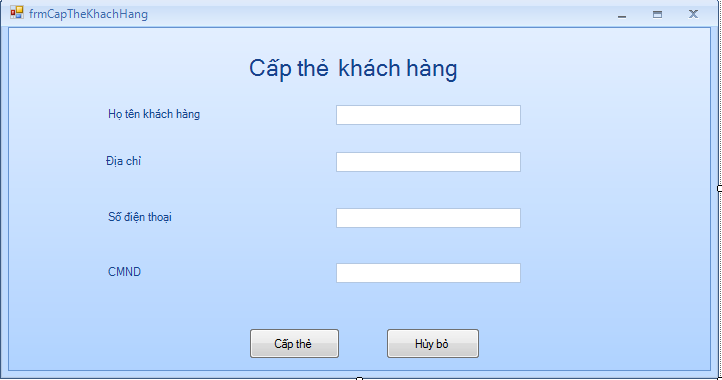 frmCapTheKhachHang
Cấp thẻ khách hàng
Họ tên khách hàng
Địa chỉ
Số điện thoại
CMND
Cấp thẻ
Hủy bỏ